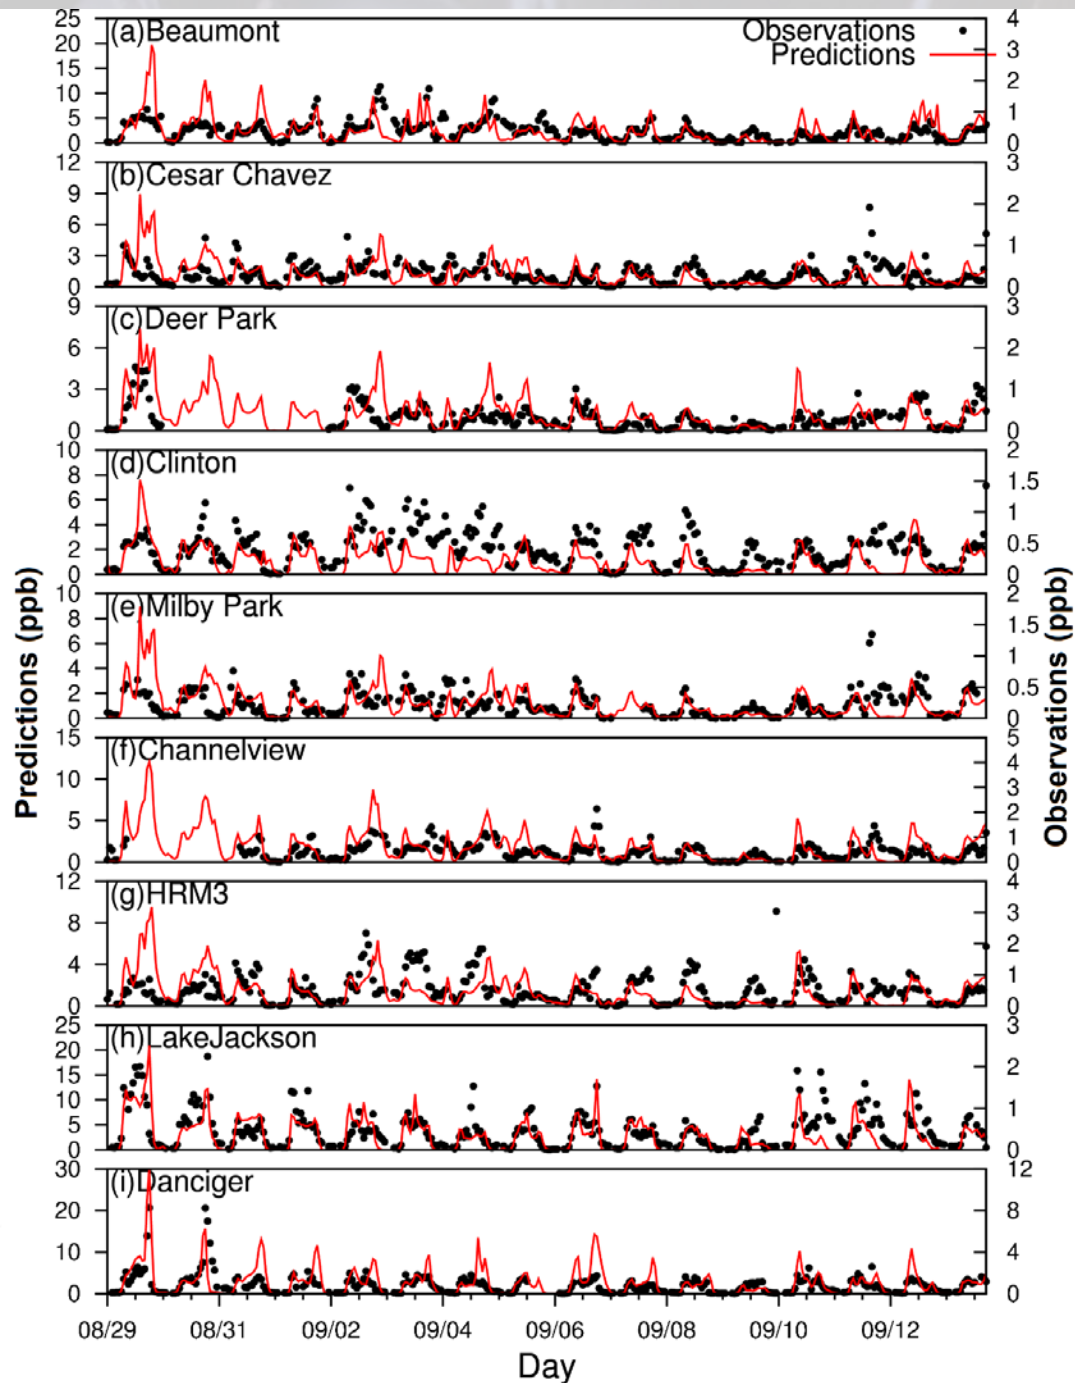 25 (a)Beaumont Observations 4
20 Predictions 3
15
10 2
5 1
0 0
12 (b)Cesar Chavez 3
9 2
6
3 1
0 0
9 (c)Deer Park 3
6 2
3 1
0 0
10 (d)Clinton 2
8 1.5
6 1
4
2 0.5
0 0
10 (e)Milby Park 2
8 1.5
6 1
4
2 0.5
0 0
15 (f)Channelview 5
10 4
3
5 2
1
0 0
12 (g)HRM3 4
8 3
2
4 1
0 0
25 (h)LakeJackson 3
20 2
15
10 1
5
0 0
30 (i)Danciger 12
20 8
10 4
0 0
08/29 08/31 09/02 09/04 09/06 09/08 09/10 09/12
Day
Predictions (ppb)
Observations (ppb)